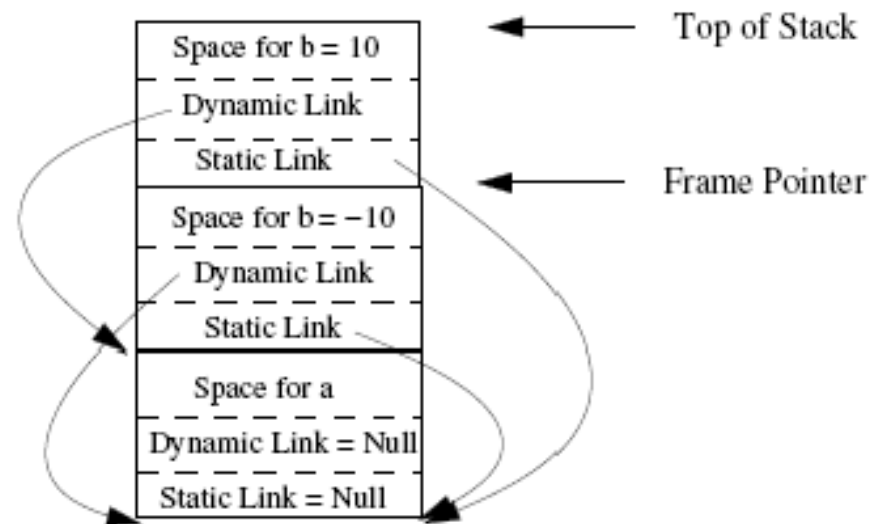 Space for b = 10
Top of Stack
Dynamic Link
Static Link
Frame Pointer
Space for b = −10
Dynamic Link
Static Link
Space for a
Dynamic Link = Null
Static Link = Null